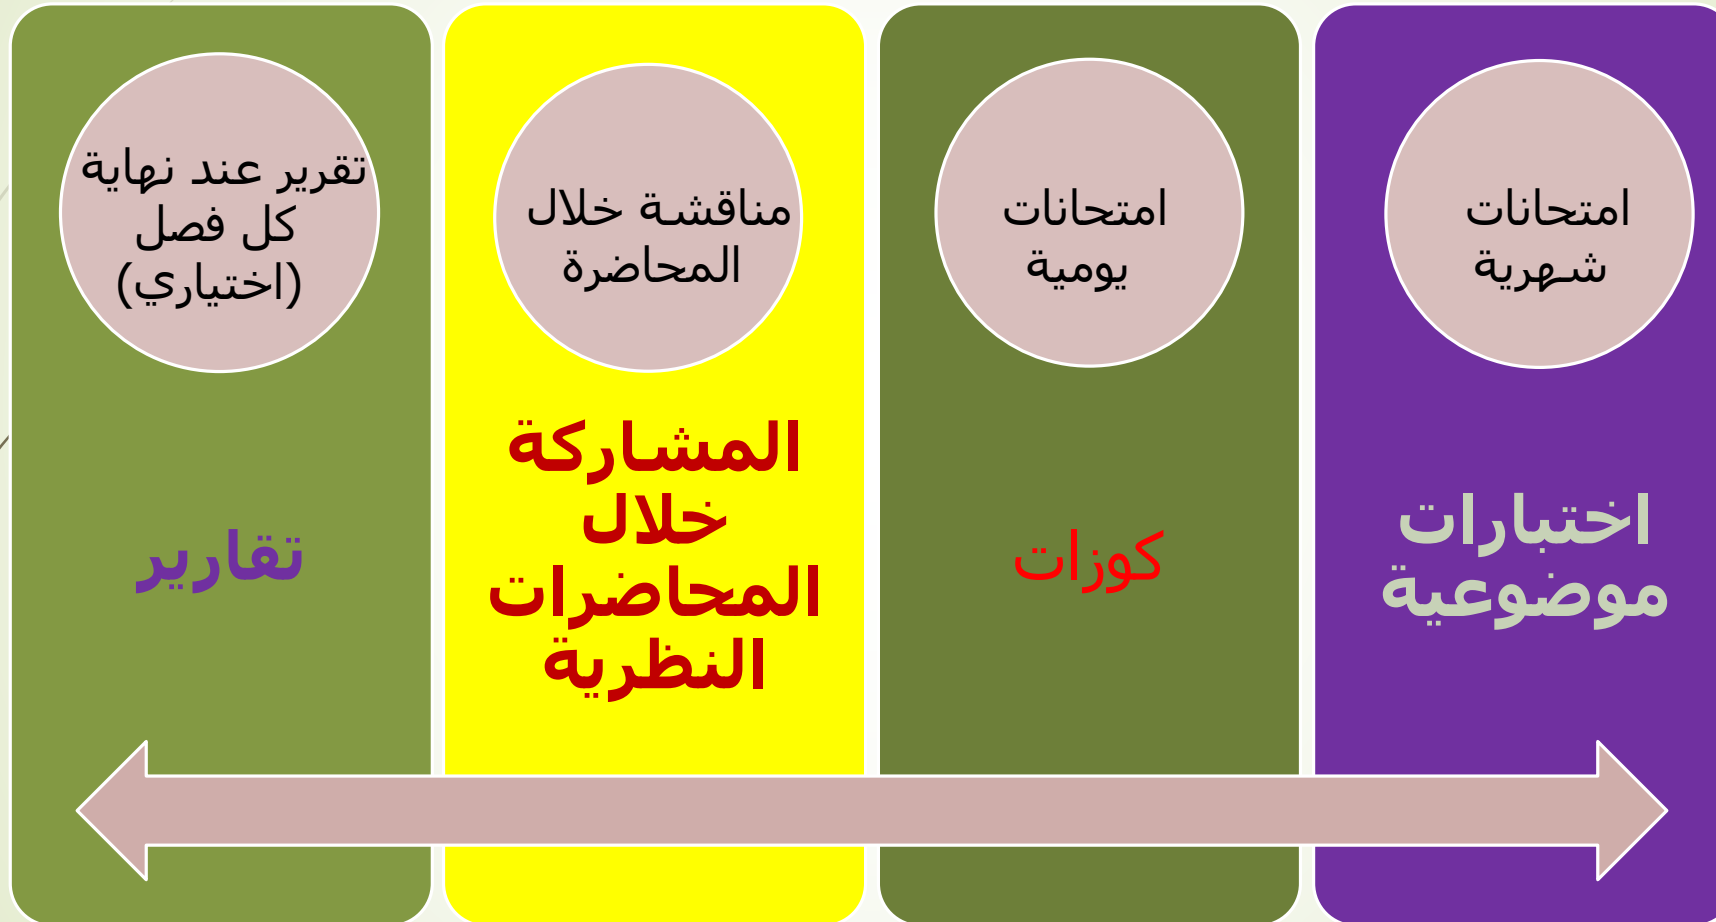 امتحانات
شهرية
اختبارات
موضوعية
امتحانات
يومية
كوزات
مناقشة خلال
المحاضرة
المشاركة
خلال
المحاضرات
النظرية
تقرير عند نهاية
كل فصل
(اختياري)
تقارير